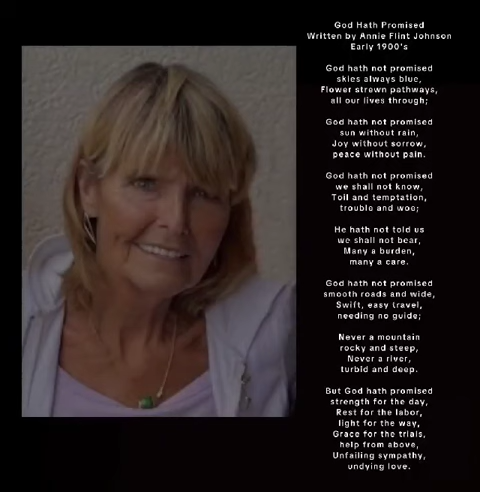 God Hath Promised
Written by Annie Flint Johnson
Early 1900's
God hath not promised
skies always blue,
Flower strewn pathways,
all our lives through;
God hath not promised
sun without rain,
Joy without sorrow,
peace without pain.
God hath not promised
we shall not know,
Toil and temptation,
trouble and woe;
He hath not told us
we shall not bear,
Many a burden,
many a care.
God hath not promised
smooth roads and wide,
Swift, easy travel,
needing no guide;
Never a mountain
rocky and steep,
Never a river,
turbid and deep.
But God hath promised
strength for the day,
Rest for the labor,
light for the way,
Grace for the trials,
help from above,
Unfailing sympathy,
undying love.